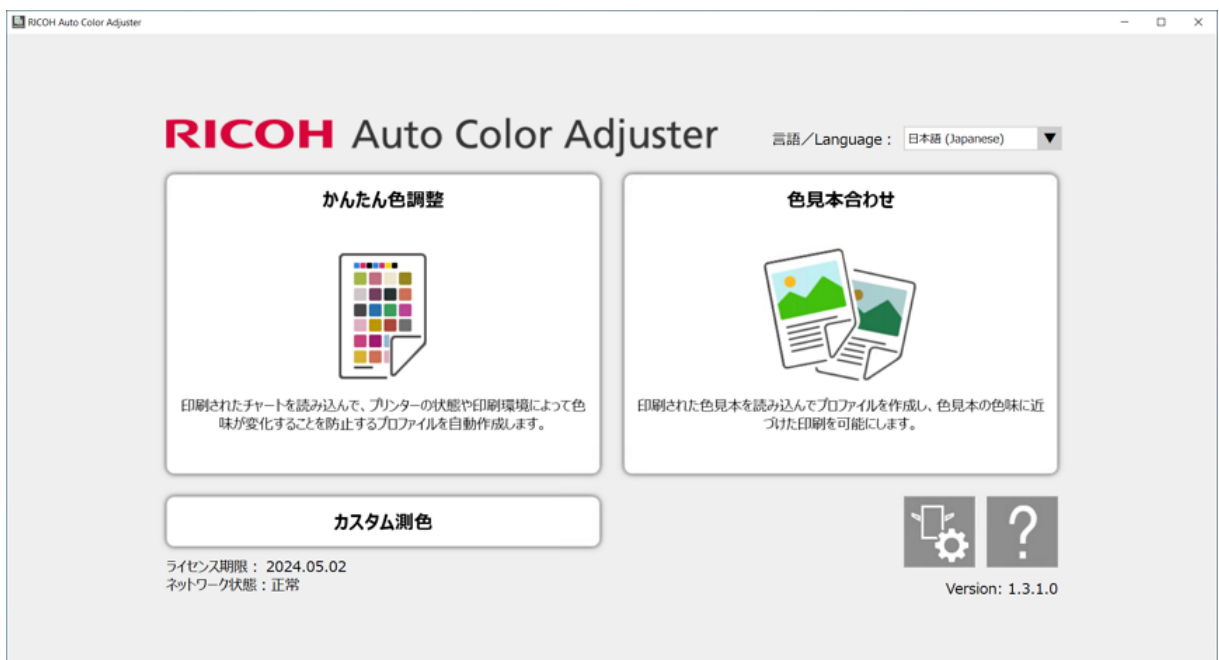 RICOH Auto Color Adjuster
RICOH Auto Color Adjuster
言語/Language : 日本語 (Japanese)
かんたん色調整
印刷されたチャートを読み込んで、プリンターの状態や印刷環境によって色
味が変化することを防止するプロファイルを自動作成します。
色見本合わせ
印刷された色見本を読み込んでプロファイルを作成し、色見本の色味に近
づけた印刷を可能にします。
カスタム測色
ライセンス期限： 2024.05.02
ネットワーク状態：正常
Version: 1.3.1.0